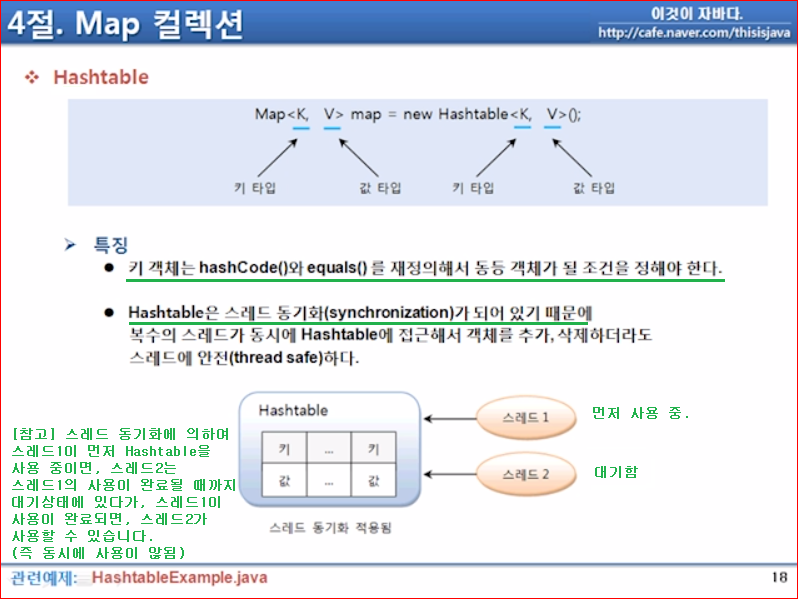 4절. Map 컬렉션
이것이 자바다.
http://cafe.naver.com/thisisjava
Hashtable
Map<K, V> map = new Hashtable<K, V>();
키 타입 값 타입 키 타입 값 타입
특징
키 객체는 hashCode()와 equals() 를 재정의해서 동등 객체가 될 조건을 정해야 한다.
Hashtable은 스레드 동기화(synchronization)가 되어 있기 때문에
복수의 스레드가 동시에 Hashtable에 접근해서 객체를 추가, 삭제하더라도
스레드에 안전(thread safe)하다.
[참고] 스레드 동기화에 의하여
스레드1이 먼저 Hashtable을
사용 중이면, 스레드2는
스레드1의 사용이 완료될 때까지
대기상태에 있다가, 스레드1이
사용이 완료되면, 스레드2가
사용할 수 있습니다.
(즉 동시에 사용이 않됨)
Hashtable
키 ... 키
값 ... 값
스레드 동기화 적용됨
스레드 1
먼저 사용 중.
스레드 2
대기함
관련예제: HashtableExample.java
18